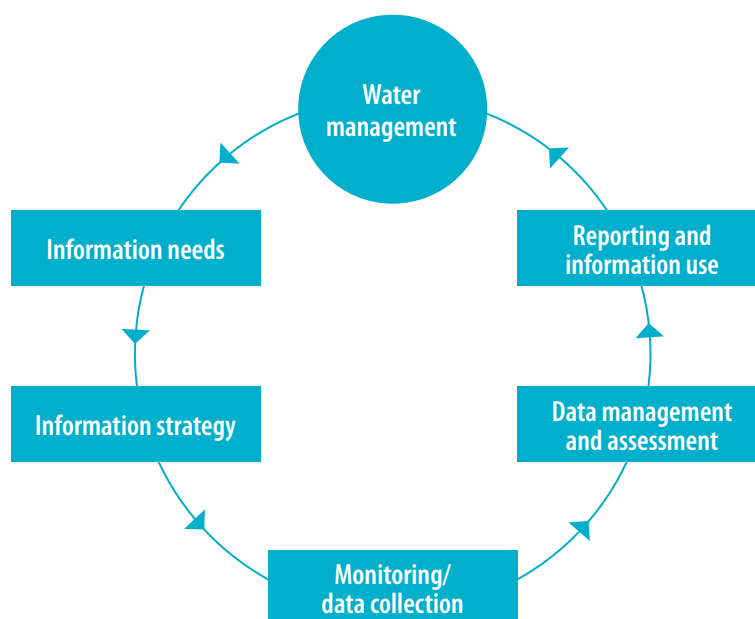 Water
management
Information needs
Reporting and
information use
Information strategy
Data management
and assessment
Monitoring/
data collection